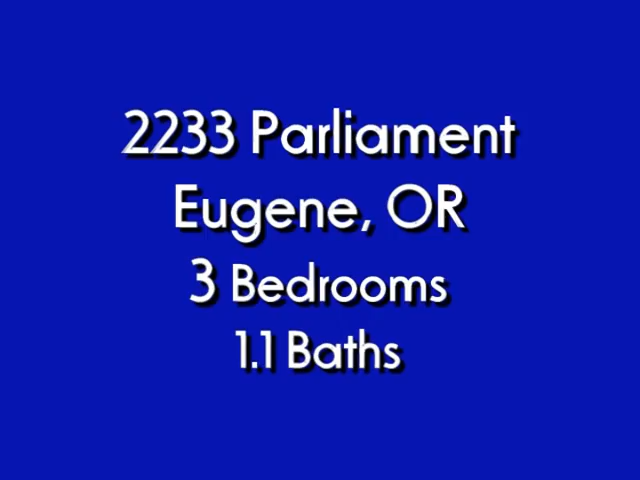 2233 Parliament
Eugene, OR
3 Bedrooms
1.1 Baths